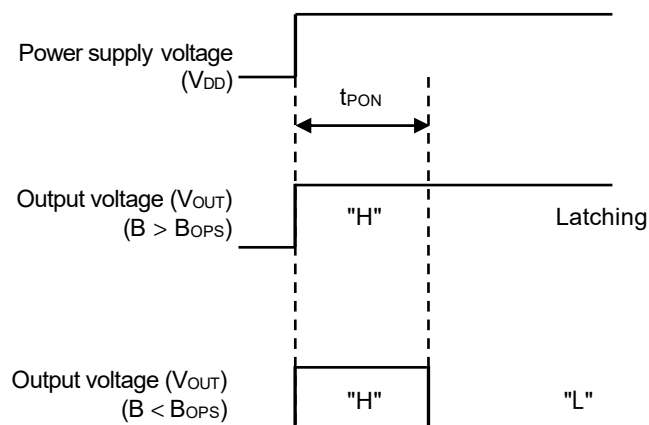 Power supply voltage
(VDD)
tPON
Output voltage (VOUT)
(B > BOPS)
"H"
Latching
Output voltage (VOUT)
(B < BOPS)
"H"
"L"